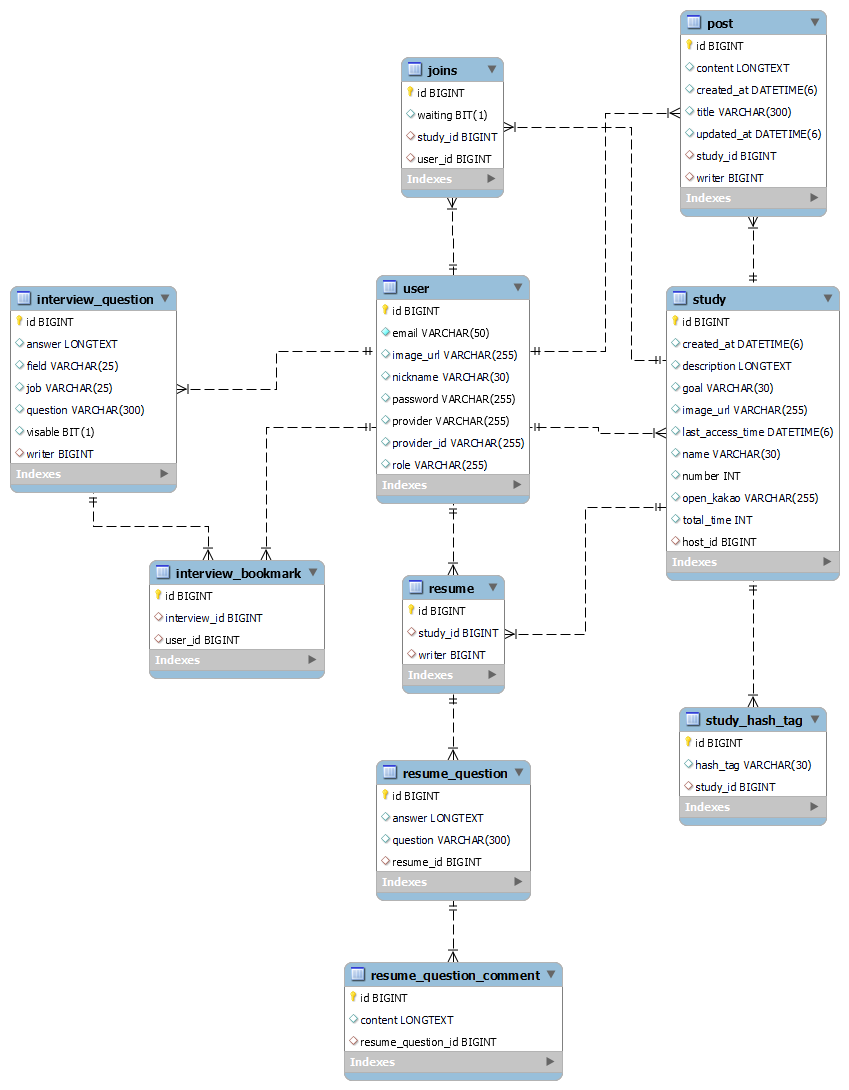 post
id BIGINT
content LONGTEXT
created_at DATETIME(6)
title VARCHAR(300)
updated_at DATETIME(6)
study_id BIGINT
writer BIGINT
Indexes
joins
id BIGINT
waiting BIT(1)
study_id BIGINT
user_id BIGINT
Indexes
interview_question
id BIGINT
answer LONGTEXT
field VARCHAR(25)
job VARCHAR(25)
question VARCHAR(300)
visable BIT(1)
writer BIGINT
Indexes
user
id BIGINT
email VARCHAR(50)
image_url VARCHAR(255)
nickname VARCHAR(30)
password VARCHAR(255)
provider VARCHAR(255)
provider_id VARCHAR(255)
role VARCHAR(255)
Indexes
study
id BIGINT
created_at DATETIME(6)
description LONGTEXT
goal VARCHAR(30)
image_url VARCHAR(255)
last_access_time DATETIME(6)
name VARCHAR(30)
number INT
open_kakao VARCHAR(255)
total_time INT
host_id BIGINT
Indexes
interview_bookmark
id BIGINT
interview_id BIGINT
user_id BIGINT
Indexes
resume
id BIGINT
study_id BIGINT
writer BIGINT
Indexes
study_hash_tag
id BIGINT
hash_tag VARCHAR(30)
study_id BIGINT
Indexes
resume_question
id BIGINT
answer LONGTEXT
question VARCHAR(300)
resume_id BIGINT
Indexes
resume_question_comment
id BIGINT
content LONGTEXT
resume_question_id BIGINT
Indexes